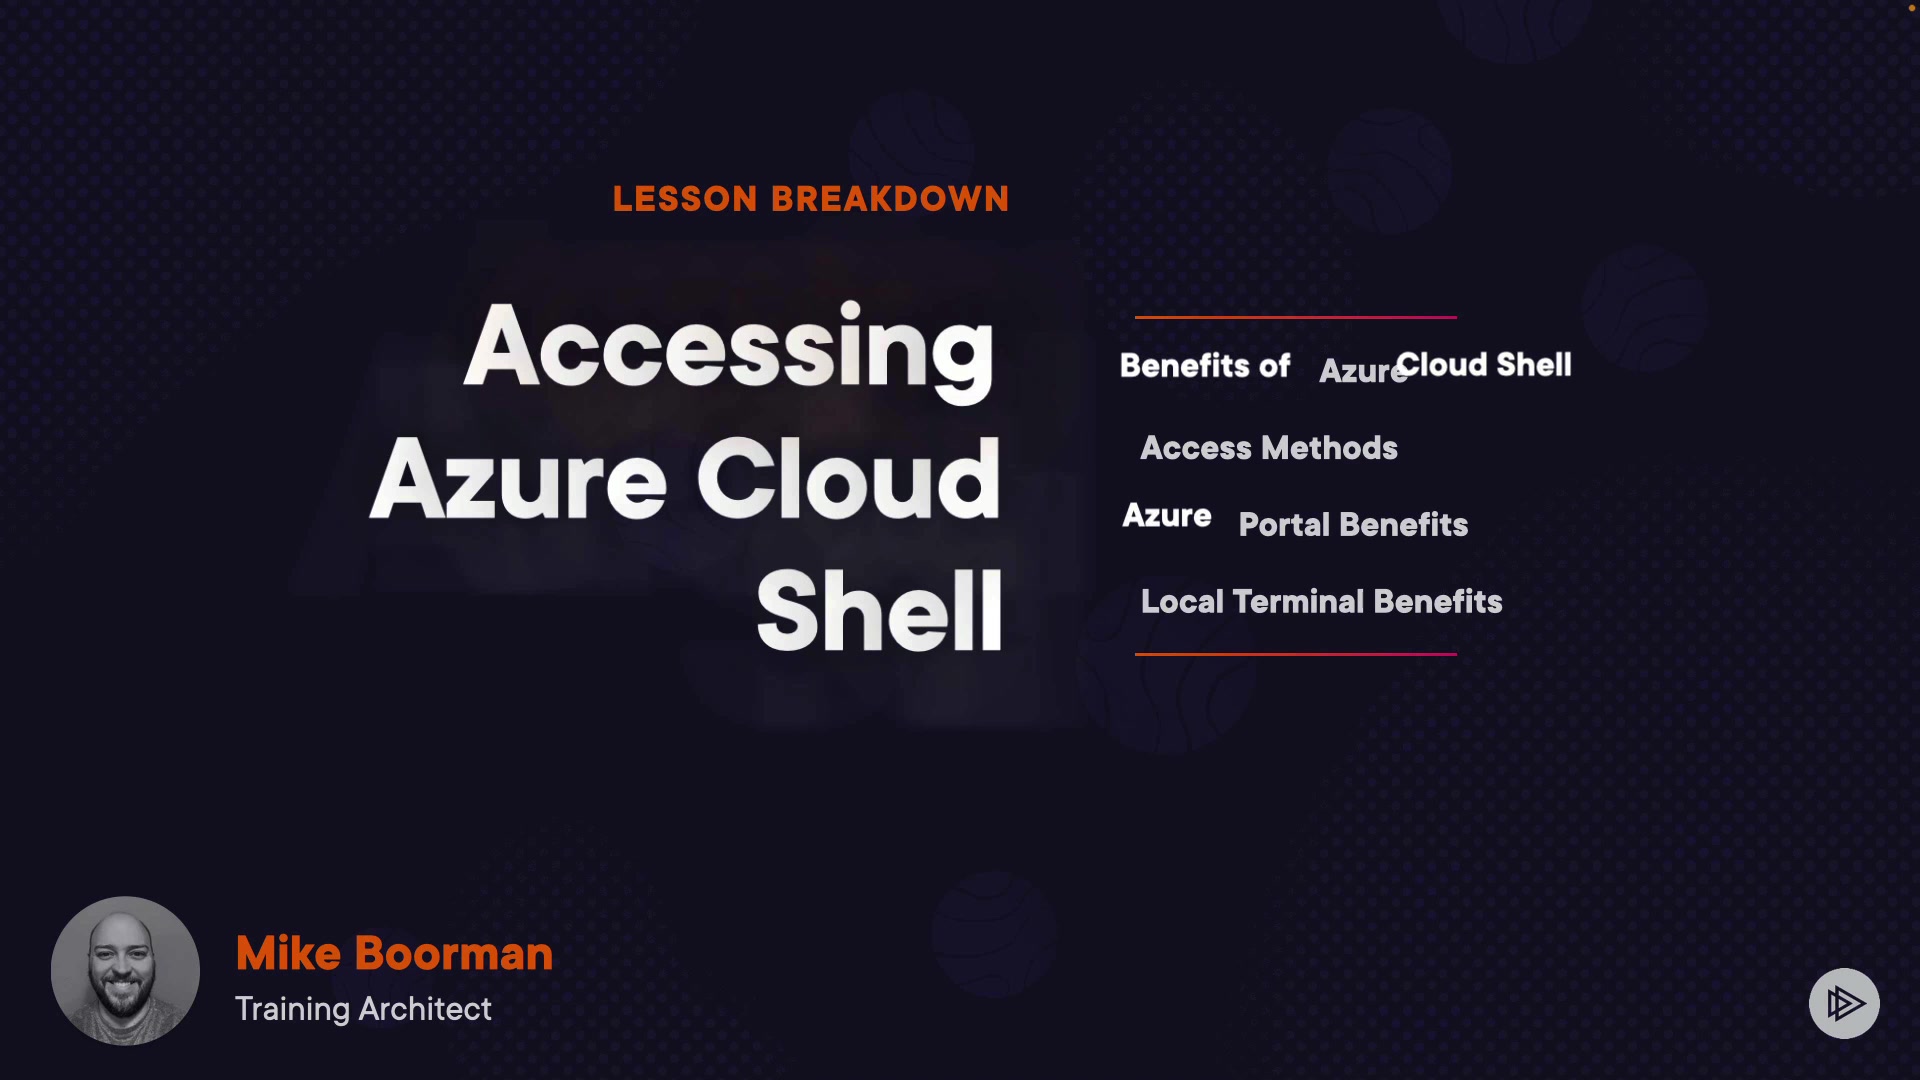 LESSON BREAKDOWN
Accessing
Azure Cloud
Shell
Benefits of Azure Cloud Shell
Access Methods
Azure Portal Benefits
Local Terminal Benefits
Mike Boorman
Training Architect